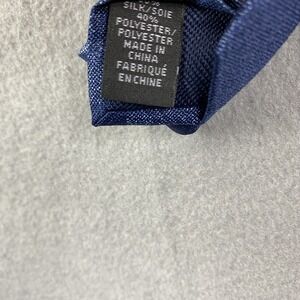 SILK/SOIE
40%
POLYESTER/
POLYESTER
MADE IN
CHINA
FABRIQUÉ
EN CHINE